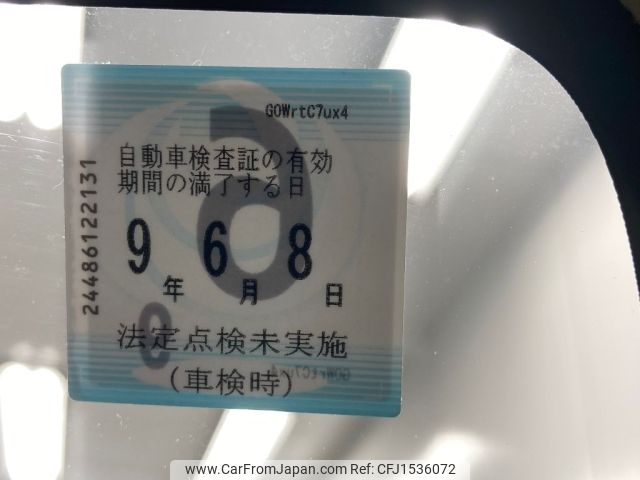 GOWrtC7ux4
自動車検査証の有効
期間の満了する日
9年 6月 8日
法定点検未実施
(車検時)
24486122131
www.CarFromJapan.com - CFJ1536072